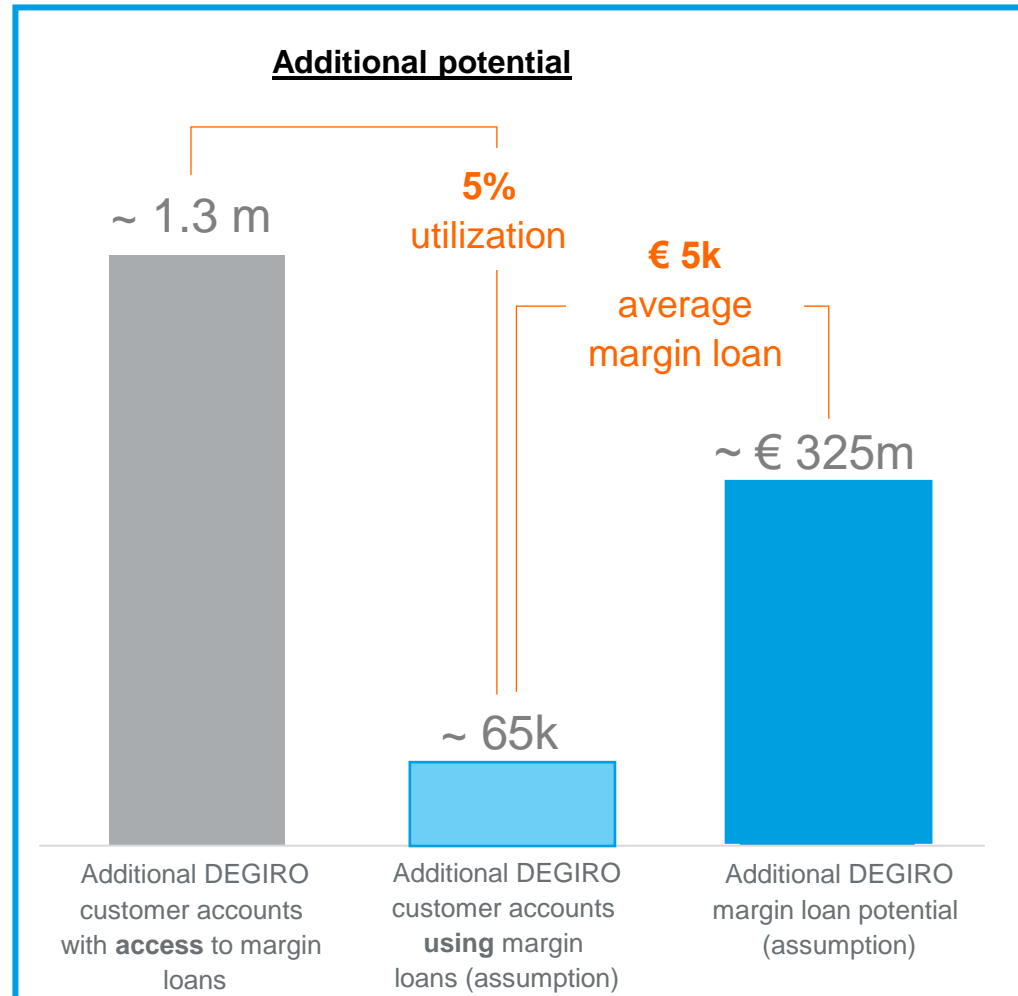 Additional potential
~ 1.3 m
5%
utilization
€ 5k
average
margin loan
~ € 325m
~ 65k
Additional DEGIRO
customer accounts
with access to margin
loans
Additional DEGIRO
customer accounts
using margin
loans (assumption)
Additional DEGIRO
margin loan potential
(assumption)